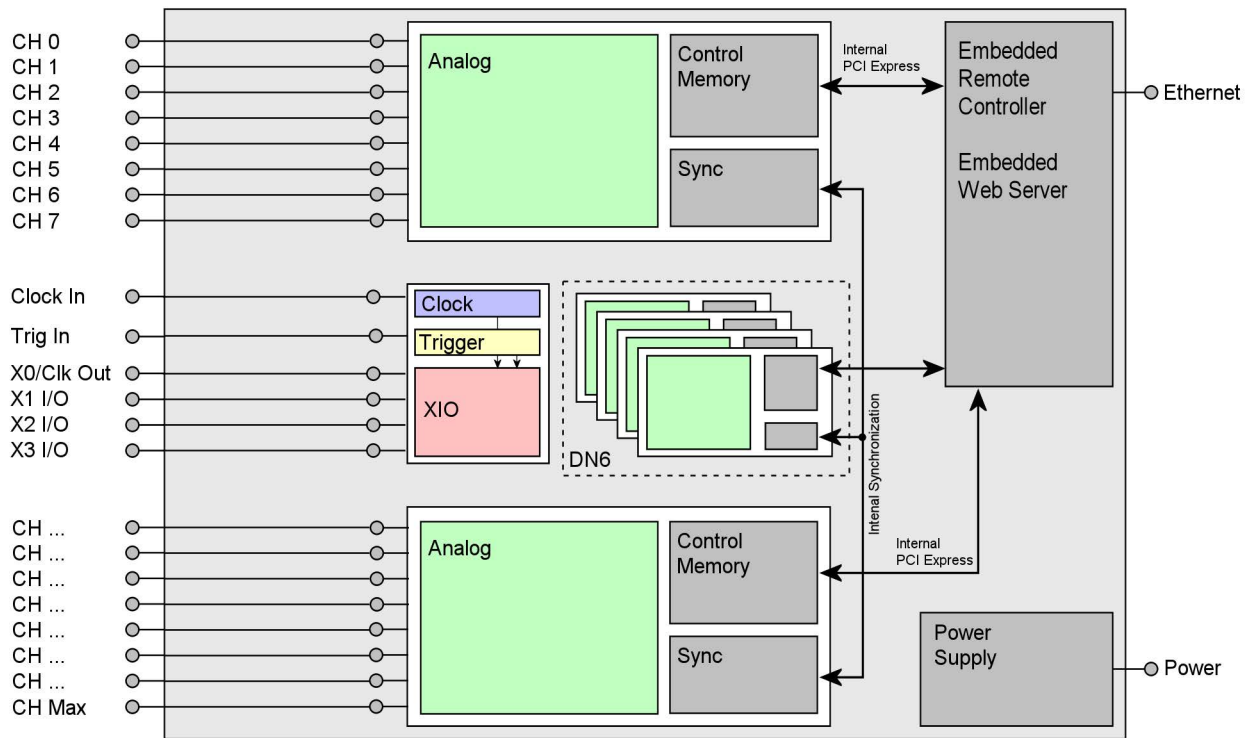 CH 0
CH 1
CH 2
CH 3
CH 4
CH 5
CH 6
CH 7
Analog
Control
Memory
Sync
Internal
PCI Express
Embedded
Remote
Controller
Embedded
Web Server
Ethernet
Clock In
Trig In
X0/Clk Out
X1 I/O
X2 I/O
X3 I/O
Clock
Trigger
XIO
DN6
Intenal Synchronization
CH ...
CH ...
CH ...
CH ...
CH ...
CH ...
CH ...
CH Max
Analog
Control
Memory
Sync
Internal
PCI Express
Power
Supply
Power